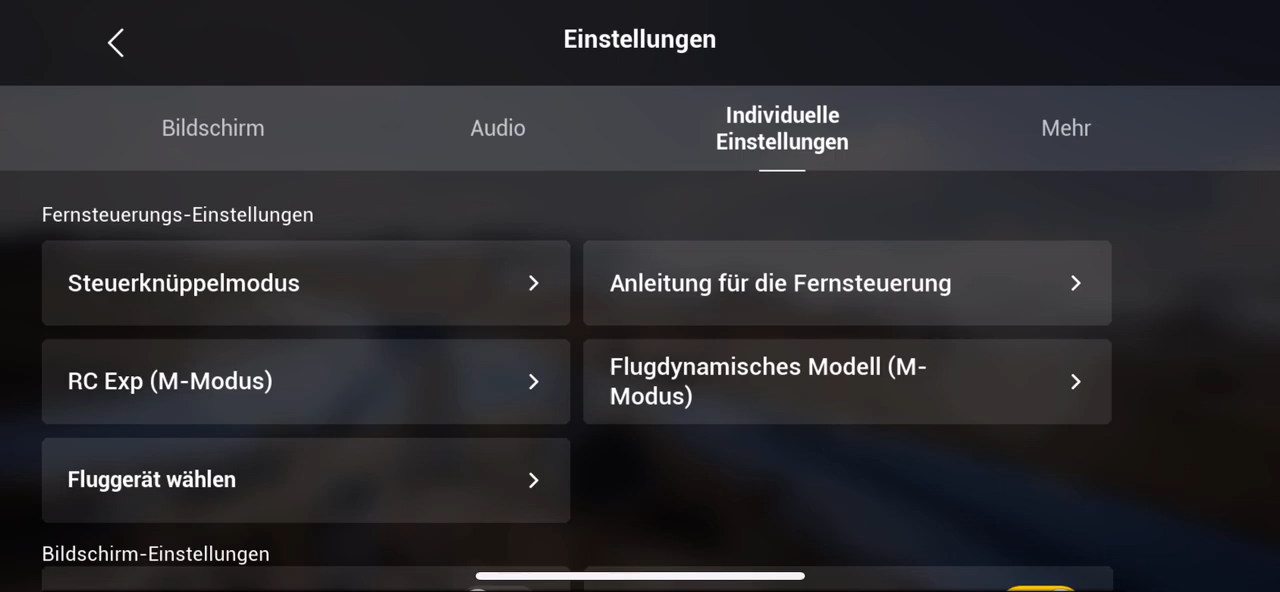 Einstellungen
Bildschirm
Audio
Individuelle
Einstellungen
Mehr
Fernsteuerungs-Einstellungen
Steuerknüppelmodus
Anleitung für die Fernsteuerung
RC Exp (M-Modus)
Flugdynamisches Modell (M-
Modus)
Fluggerät wählen
Bildschirm-Einstellungen